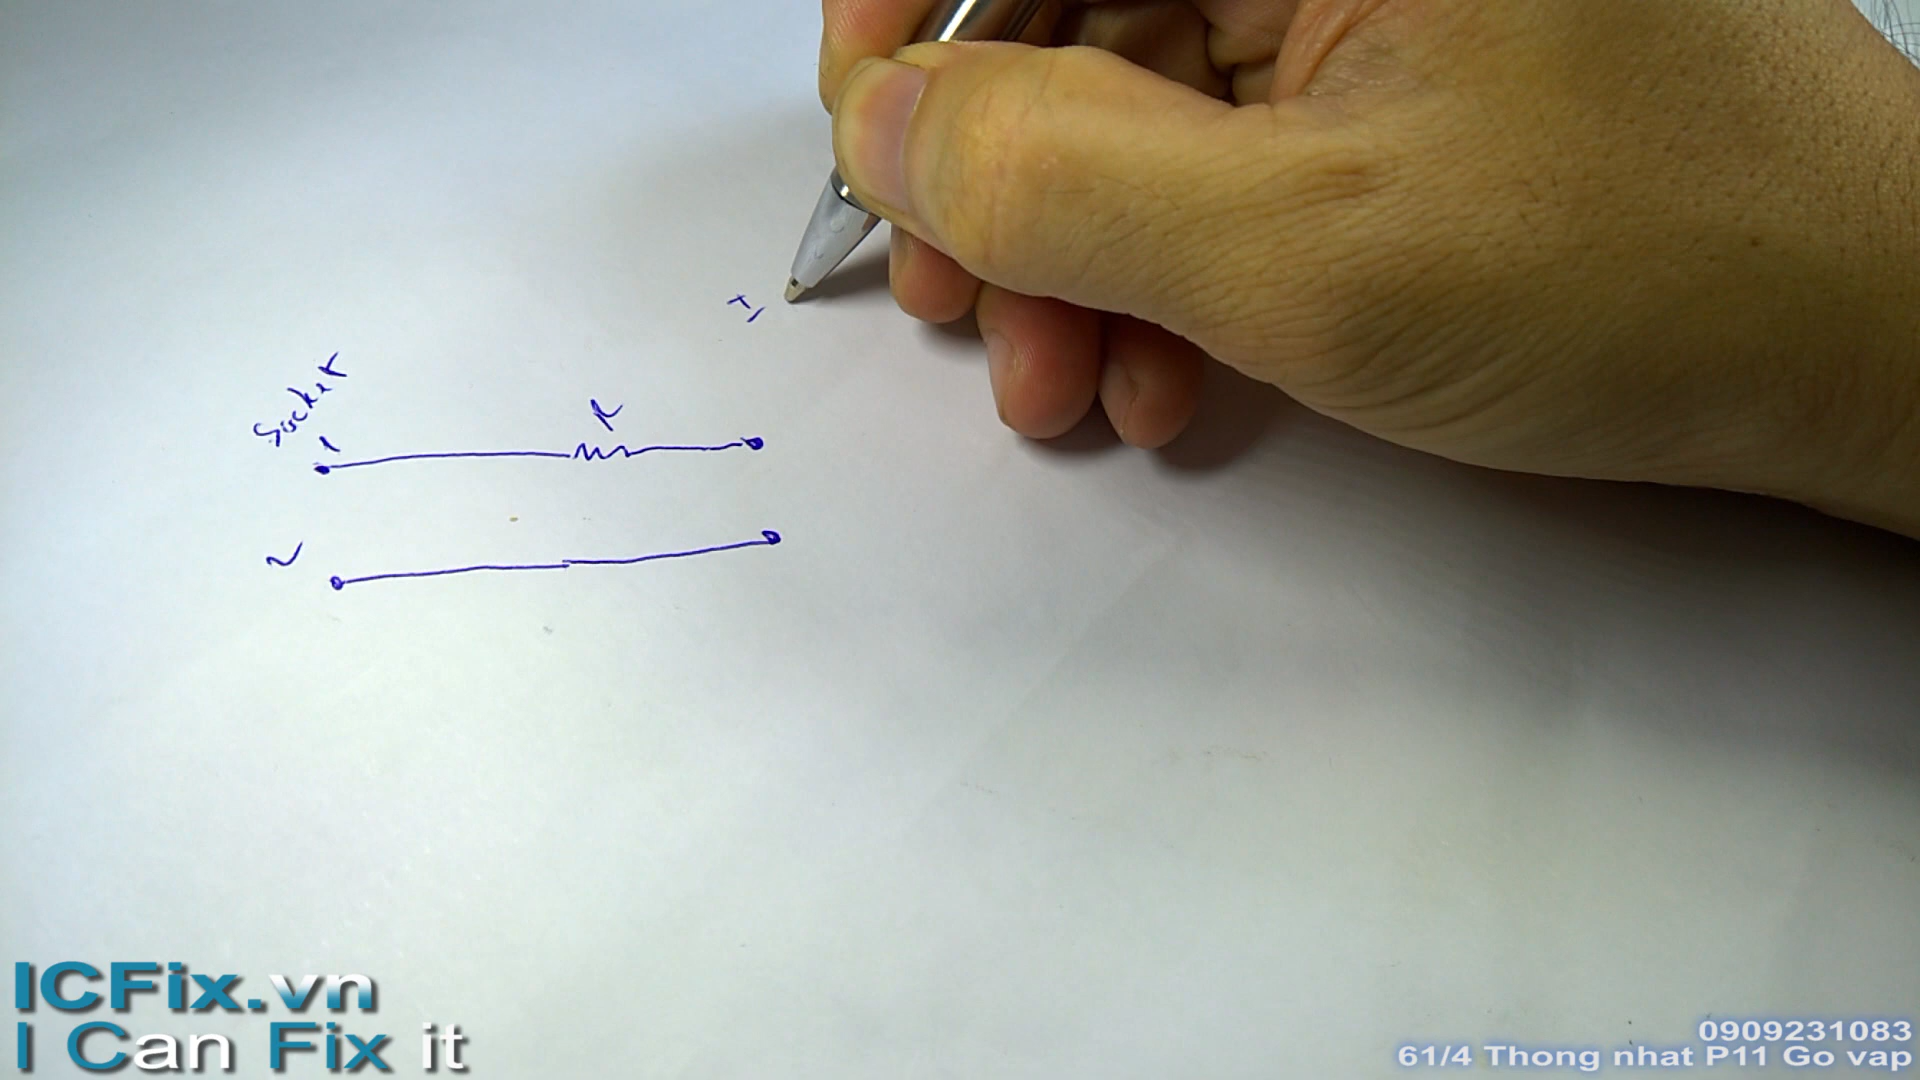 Socket
1
R
2
ICFix.vn
I Can Fix it
0909231083
61/4 Thong nhat P11 Go vap